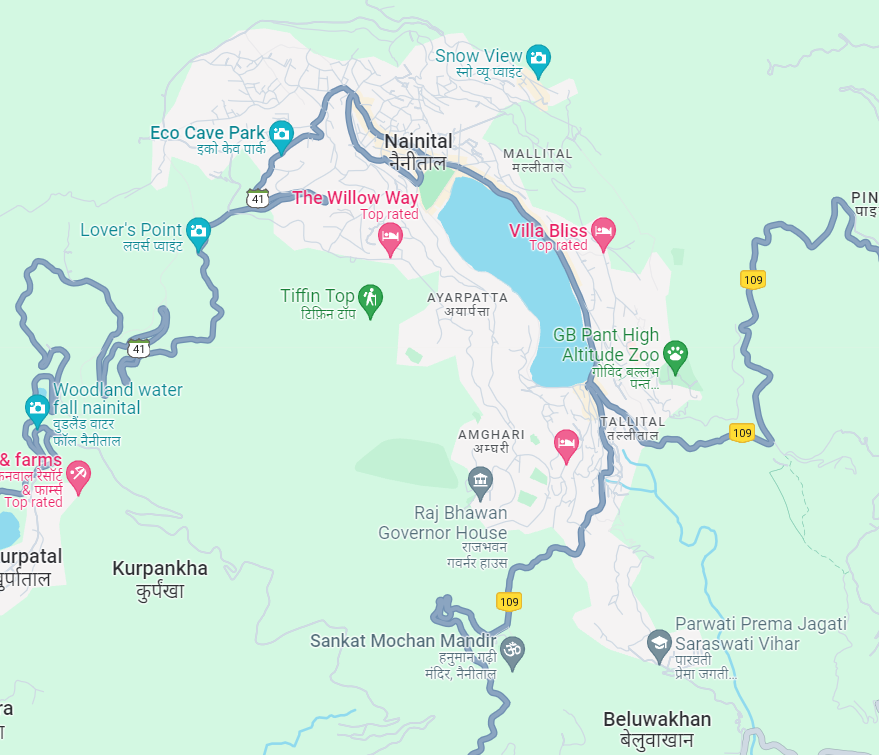 Snow View
स्नो व्यू प्वाइंट
Eco Cave Park
इको केव पार्क
Nainital
नैनीताल
MALLITAL
मल्लीताल
41
The Willow Way
Top rated
PIN
पाइ
Lover's Point
लवर्स प्वाइंट
Villa Bliss
Top rated
109
Tiffin Top
टिफ़िन टॉप
AYARPATTA
अयारपत्ता
41
GB Pant High
Altitude Zoo
गोविंद बल्लभ
पन्त...
Woodland water
fall nainital
वुडलैंड वाटर
फॉल नैनीताल
TALLITAL
तल्लीताल
109
AMGHARI
अम्घरी
& farms
कनवाल रिसॉर्ट
& फार्म्स
Top rated
Raj Bhawan
Governor House
राजभवन
गवर्नर हाउस
urpatal
खुर्पाताल
Kurpankha
कुर्पंखा
109
Sankat Mochan Mandir
हनुमान गढ़ी
मंदिर, नैनीताल
Parwati Prema Jagati
Saraswati Vihar
पारवती
प्रेमा जगती...
ra
Beluwakhan
बेलुवाखान